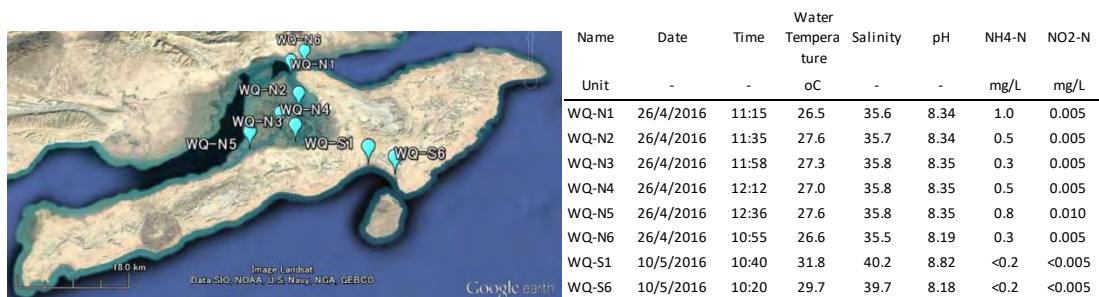 WQ-N6
WQ-N1
WQ-N2
WQ-N4
WQ-N3
WQ-N5
WQ-S1
WQ-S6
18.0 km
Image Landsat
Data SIO, NOAA, U.S. Navy, NGA, GEBCO
Google earth
Name Date Time Water Tempera ture Salinity pH NH4-N NO2-N
Unit - - oC - - mg/L mg/L
WQ-N1 26/4/2016 11:15 26.5 35.6 8.34 1.0 0.005
WQ-N2 26/4/2016 11:35 27.6 35.7 8.34 0.5 0.005
WQ-N3 26/4/2016 11:58 27.3 35.8 8.35 0.3 0.005
WQ-N4 26/4/2016 12:12 27.0 35.8 8.35 0.5 0.005
WQ-N5 26/4/2016 12:36 27.6 35.8 8.35 0.8 0.010
WQ-N6 26/4/2016 10:55 26.6 35.5 8.19 0.3 0.005
WQ-S1 10/5/2016 10:40 31.8 40.2 8.82 <0.2 <0.005
WQ-S6 10/5/2016 10:20 29.7 39.7 8.18 <0.2 <0.005